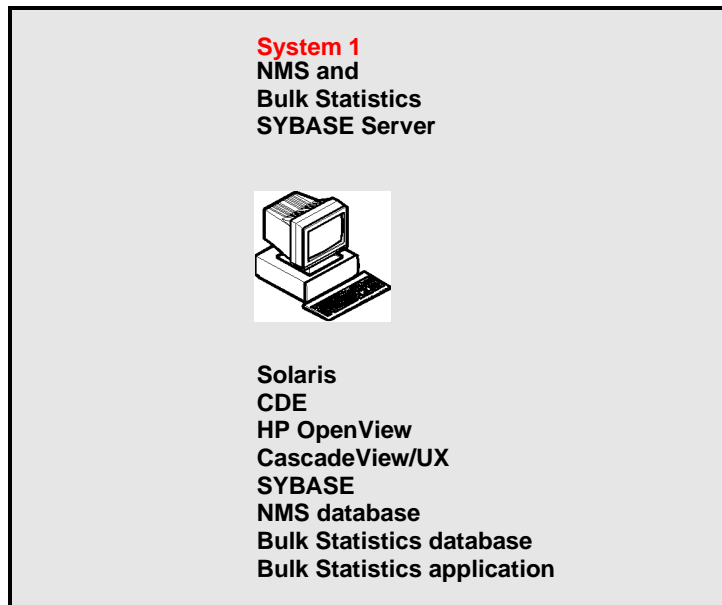 System 1
NMS and
Bulk Statistics
SYBASE Server
Solaris
CDE
HP OpenView
CascadeView/UX
SYBASE
NMS database
Bulk Statistics database
Bulk Statistics application